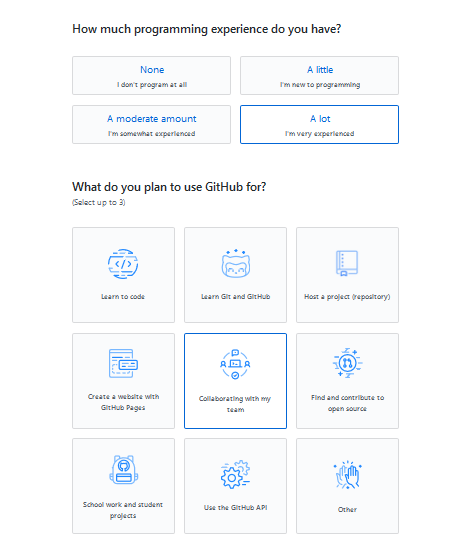 How much programming experience do you have?
None
I don't program at all
A little
I'm new to programming
A moderate amount
I'm somewhat experienced
A lot
I'm very experienced
What do you plan to use GitHub for?
(Select up to 3)
Learn to code
Learn Git and GitHub
Host a project (repository)
Create a website with
GitHub Pages
Collaborating with my
team
Find and contribute to
open source
School work and student
projects
Use the GitHub API
Other